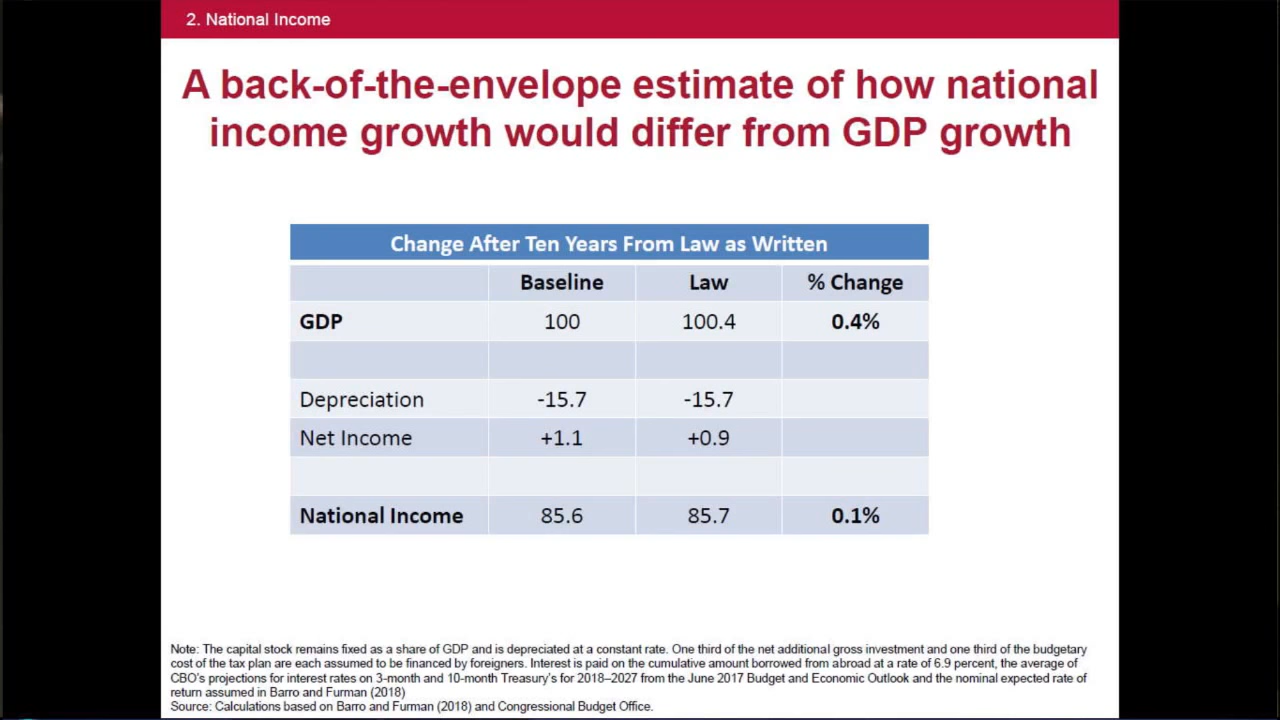 2. National Income
A back-of-the-envelope estimate of how national
income growth would differ from GDP growth
Change After Ten Years From Law as Written
Baseline Law % Change
GDP 100 100.4 0.4%
Depreciation -15.7 -15.7
Net Income +1.1 +0.9
National Income 85.6 85.7 0.1%
Note: The capital stock remains fixed as a share of GDP and is depreciated at a constant rate. One third of the net additional gross investment and one third of the budgetary
cost of the tax plan are each assumed to be financed by foreigners. Interest is paid on the cumulative amount borrowed from abroad at a rate of 6.9 percent, the average of
CBO's projections for interest rates on 3-month and 10-month Treasury's for 2018–2027 from the June 2017 Budget and Economic Outlook and the nominal expected rate of
return assumed in Barro and Furman (2018)
Source: Calculations based on Barro and Furman (2018) and Congressional Budget Office.